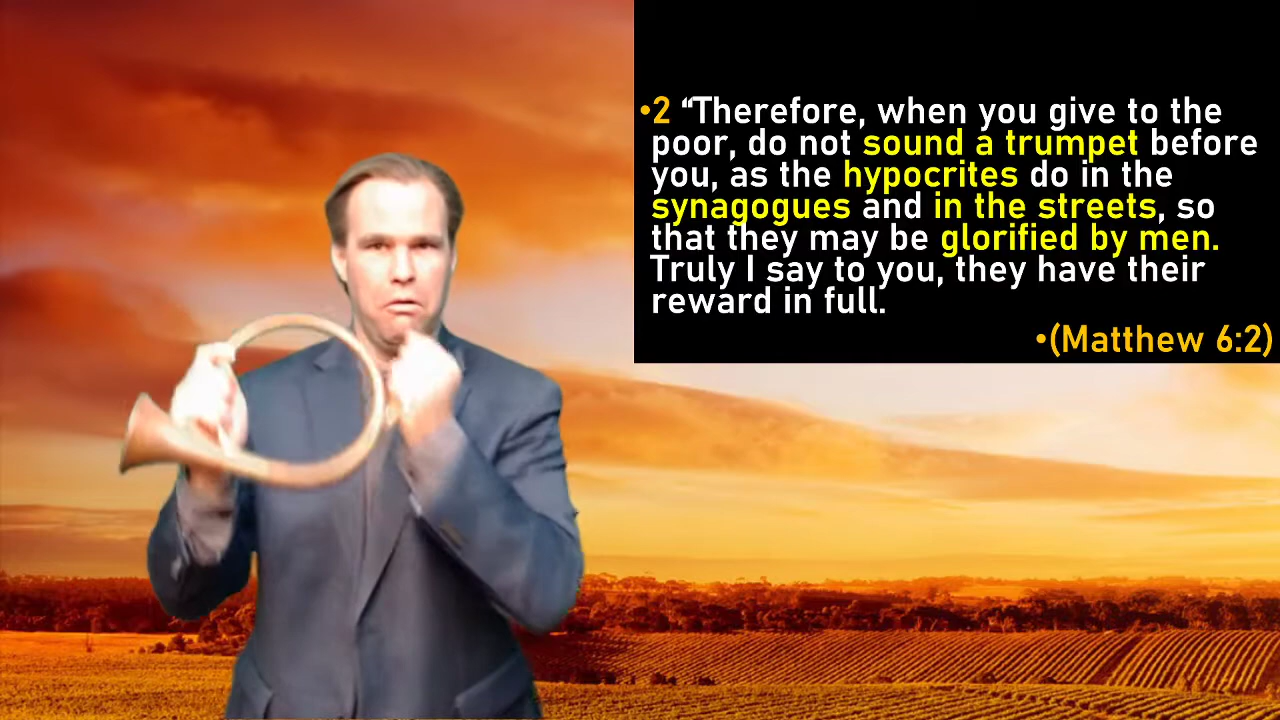 •2 “Therefore, when you give to the
poor, do not sound a trumpet before
you, as the hypocrites do in the
synagogues and in the streets, so
that they may be glorified by men.
Truly I say to you, they have their
reward in full.
•(Matthew 6:2)